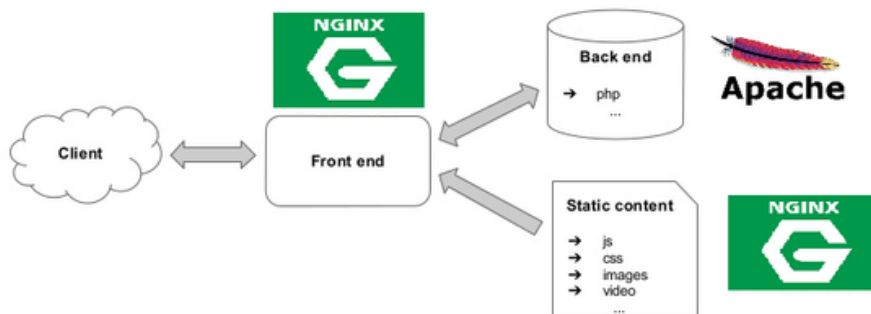 NGINX
Client
Front end
Back end
➔ php
...
Apache
Static content
➔ js
➔ css
➔ images
➔ video
...
NGINX